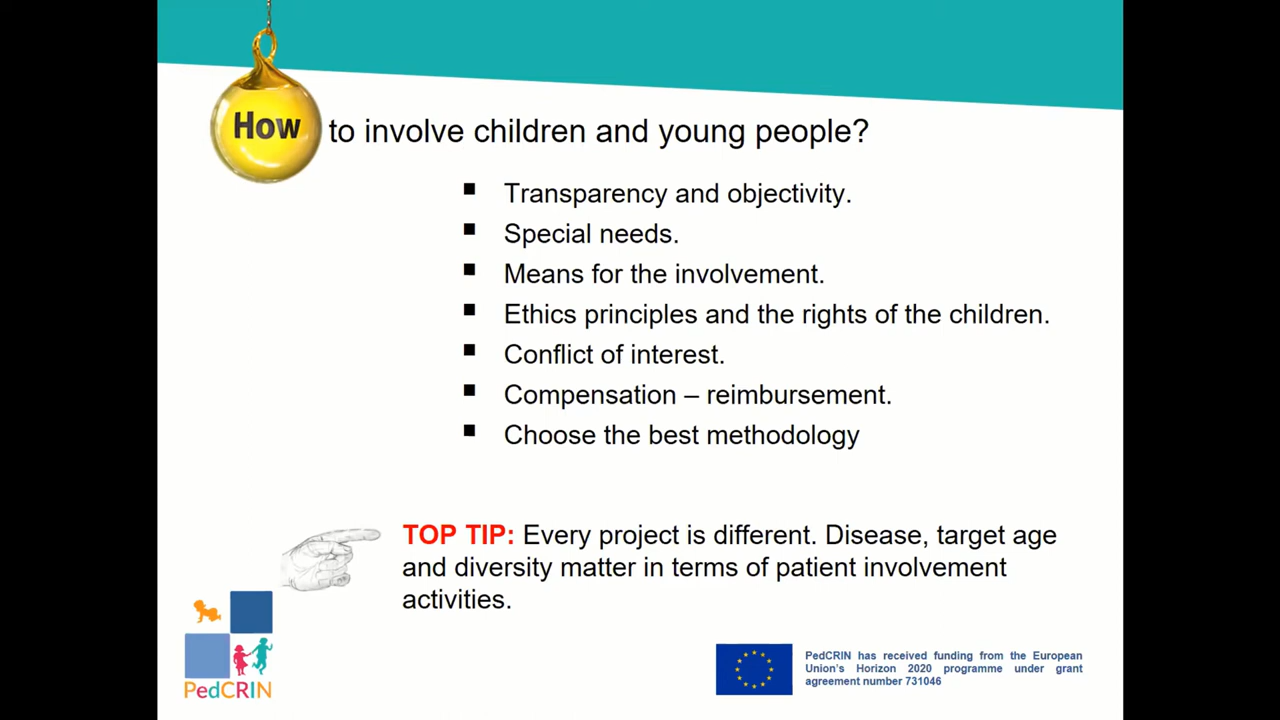 How to involve children and young people?
▪ Transparency and objectivity.
▪ Special needs.
▪ Means for the involvement.
▪ Ethics principles and the rights of the children.
▪ Conflict of interest.
▪ Compensation – reimbursement.
▪ Choose the best methodology
TOP TIP: Every project is different. Disease, target age
and diversity matter in terms of patient involvement
activities.
PedCRIN
PedCRIN has received funding from the European
Union's Horizon 2020 programme under grant
agreement number 731046